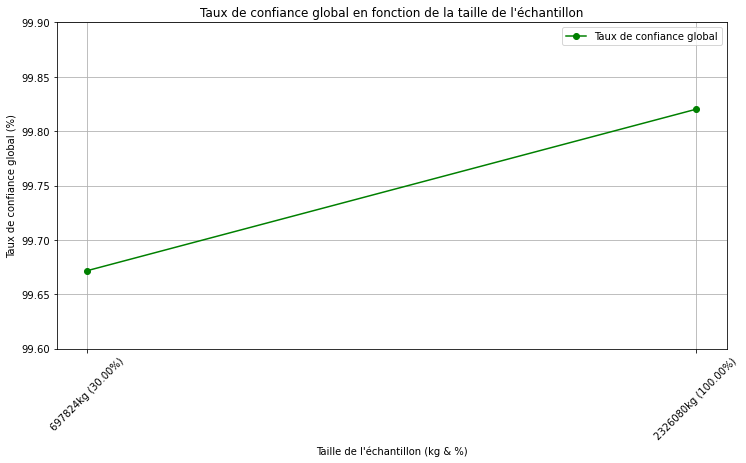 Taux de confiance global en fonction de la taille de l'échantillon
Taux de confiance global
Taux de confiance global (%)
99.90
99.85
99.80
99.75
99.70
99.65
99.60
697824kg (30.00%)
2326080kg (100.00%)
Taille de l'échantillon (kg & %)